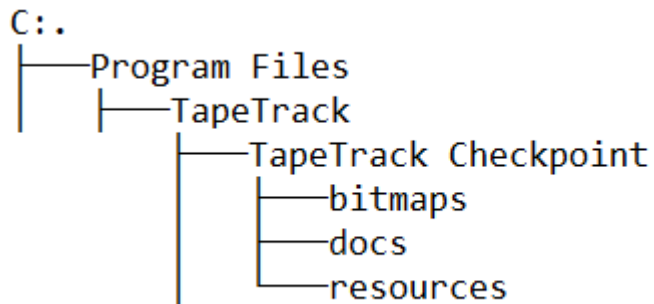 C:.
Program Files
TapeTrack
TapeTrack Checkpoint
bitmaps
docs
resources